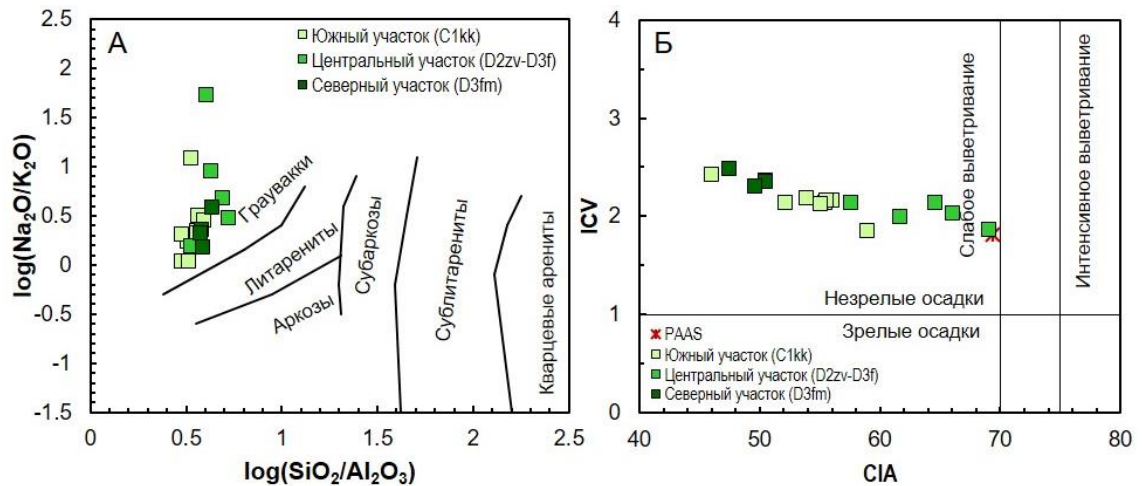 А
Южный участок (C1kk)
Центральный участок (D2zv-D3f)
Северный участок (D3fm)
2.5
2
1.5
1
0.5
0
-0.5
-1
-1.5
log(Na2O/K2O)
Граувакки
Литарениты
Аркозы
Субаркозы
Сублитарениты
Кварцевые арениты
0
0.5
1
1.5
2
2.5
log(SiO2/Al2O3)
Б
4
3
2
1
0
ICV
Слабое выветривание
Интенсивное выветривание
Незрелые осадки
Зрелые осадки
PAAS
Южный участок (C1kk)
Центральный участок (D2zv-D3f)
Северный участок (D3fm)
40
50
60
70
80
CIA